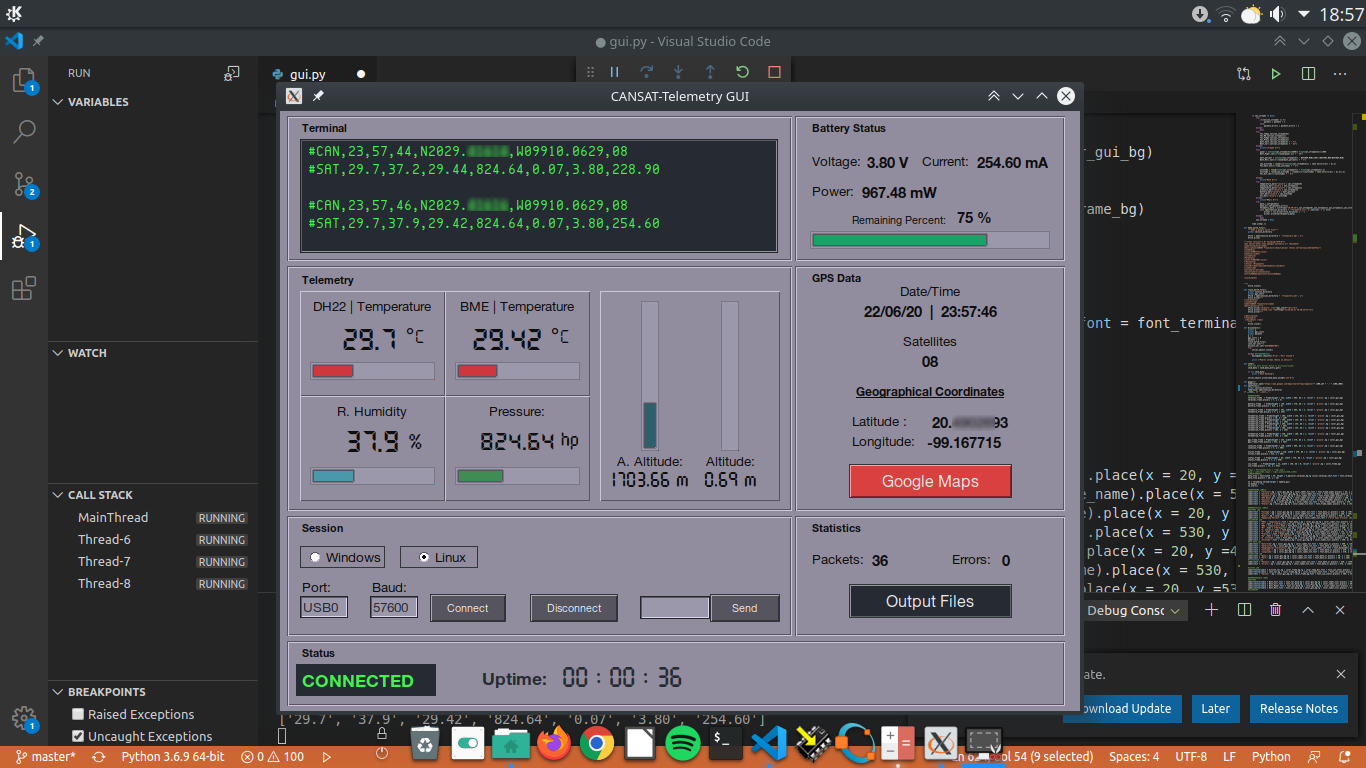 18:57
gui.py - Visual Studio Code
RUN
gui.py
VARIABLES
WATCH
CALL STACK
MainThread RUNNING
Thread-6 RUNNING
Thread-7 RUNNING
Thread-8 RUNNING
BREAKPOINTS
Raised Exceptions
Uncaught Exceptions
CANSAT-Telemetry GUI
Terminal
#CAN,23,57,44,N2029. ,W09910.0629,08
#SAT,29.7,37.2,29.44,824.64,0.07,3.80,228.90
#CAN,23,57,46,N2029. ,W09910.0629,08
#SAT,29.7,37.9,29.42,824.64,0.07,3.80,254.60
Battery Status
Voltage: 3.80 V Current: 254.60 mA
Power: 967.48 mW
Remaining Percent: 75 %
Telemetry
DH22 | Temperature
29.7 °C
BME | Temperature
29.42 °C
R. Humidity
37.9 %
Pressure:
824.64 hp
A. Altitude:
1703.66 m
Altitude:
0.69 m
GPS Data
Date/Time
22/06/20 | 23:57:46
Satellites
08
Geographical Coordinates
Latitude : 20. 93
Longitude: -99.167715
Google Maps
Session
Windows
Linux
Port:
USB0
Baud:
57600
Connect
Disconnect
Send
Statistics
Packets: 36 Errors: 0
Output Files
Status
CONNECTED
Uptime: 00 : 00 : 36
r_gui_bg)
rame_bg)
font = font_termina
.place(x = 20, y =
e_name).place(x = 5
e).place(x = 20, y
.place(x = 530, y
.place(x = 20, y =4
me).place(x = 530,
place(x = 20, y =53
Debug Consc
ate.
ownload Update
Later
Release Notes
['29.7', '37.9', '29.42', '824.64', '0.07', '3.80', '254.60']
master*
Python 3.6.9 64-bit
0
100
ol 54 (9 selected)
Spaces: 4
UTF-8
LF
Python